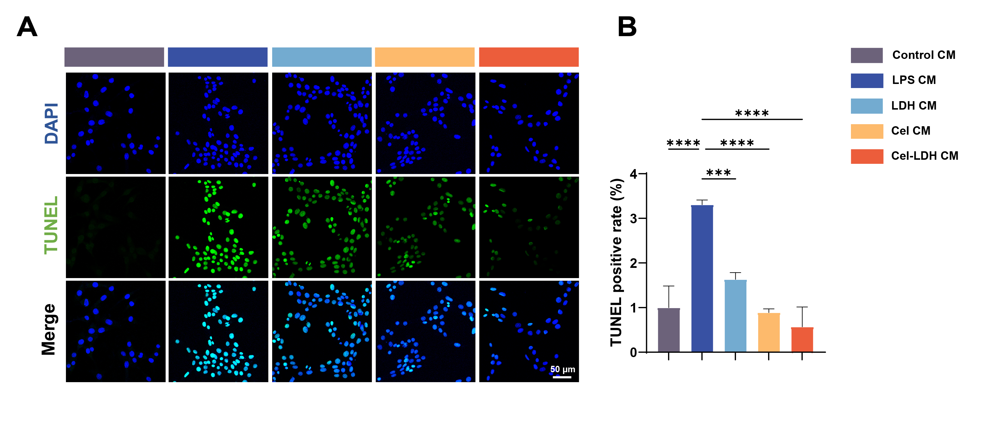 A
B
DAPI
TUNEL
Merge
50 μm
Control CM
LPS CM
LDH CM
Cel CM
Cel-LDH CM
****
**** ****
***
TUNEL positive rate (%)
4
3
2
1
0